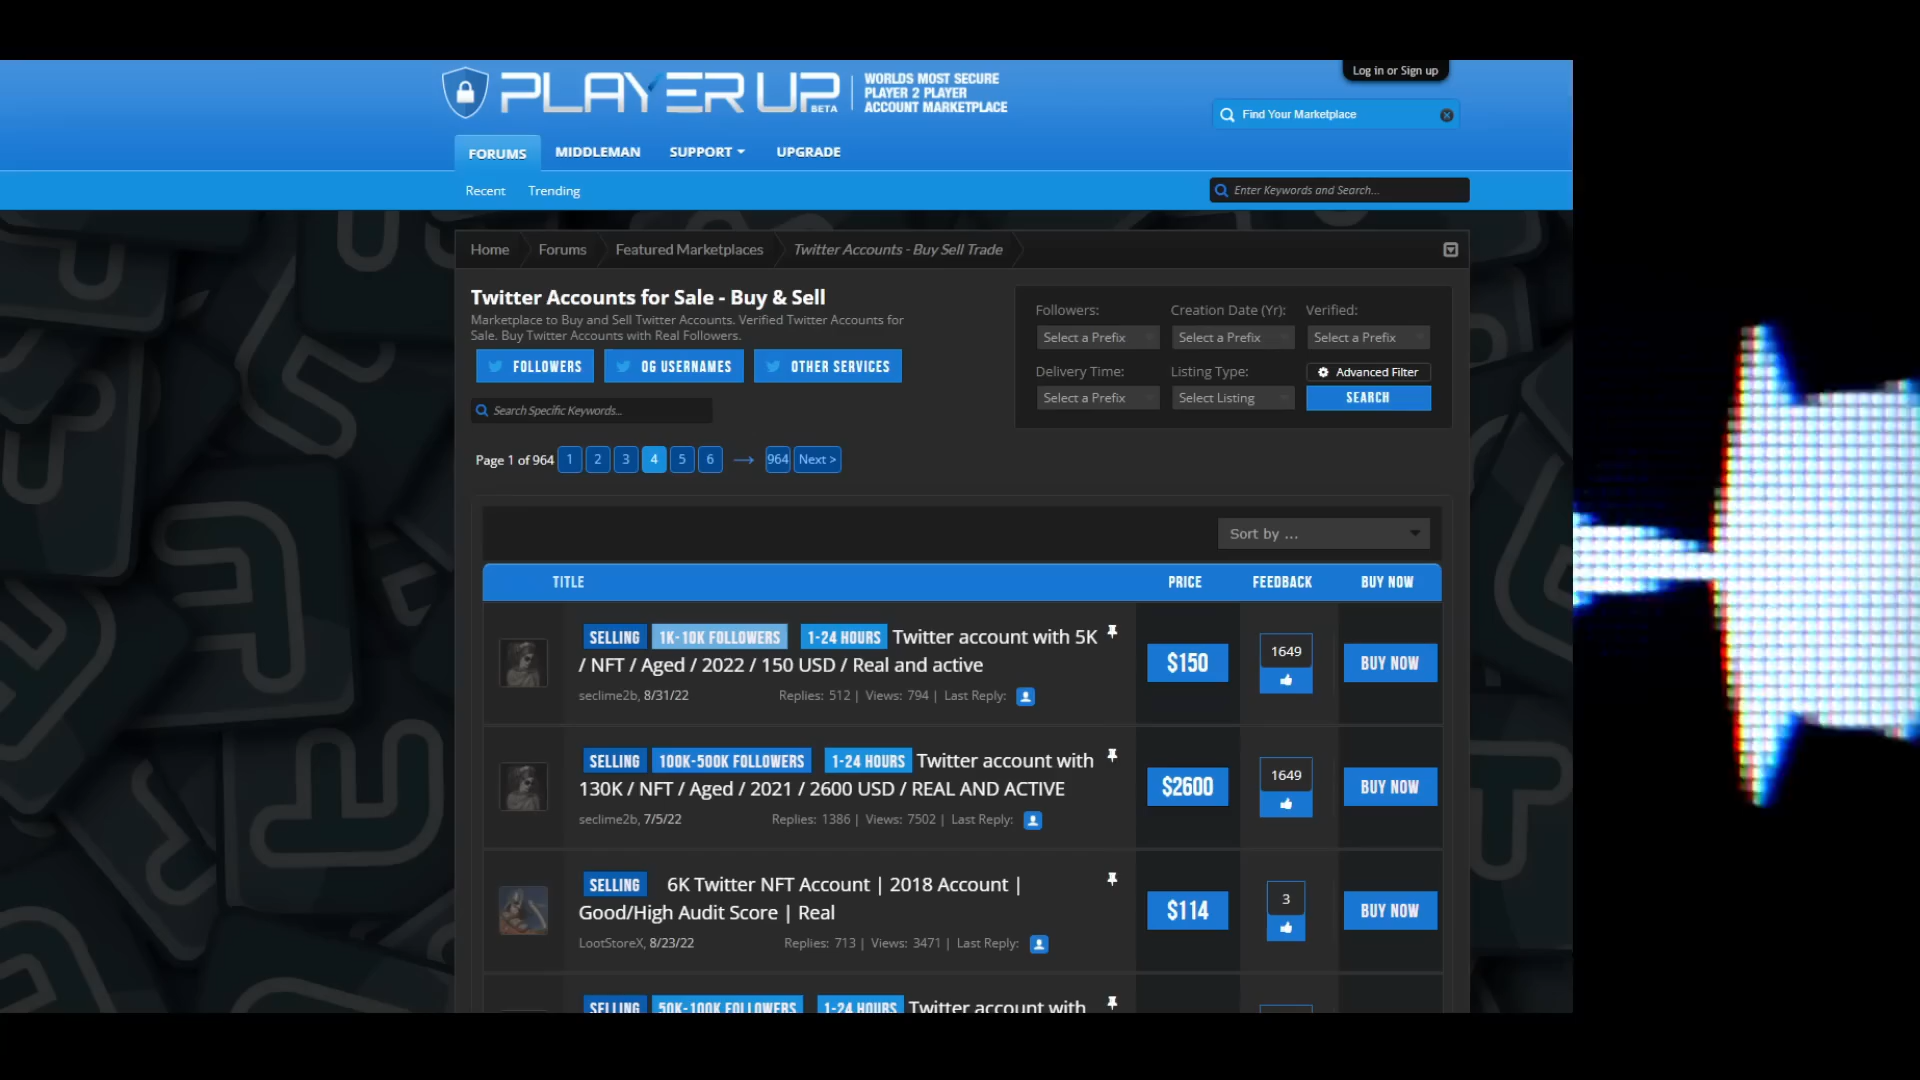 PLAYERUP BETA
WORLDS MOST SECURE
PLAYER 2 PLAYER
ACCOUNT MARKETPLACE
Log in or Sign up
Find Your Marketplace
FORUMS MIDDLEMAN SUPPORT UPGRADE
Recent Trending
Enter Keywords and Search...
Home Forums Featured Marketplaces Twitter Accounts - Buy Sell Trade
Twitter Accounts for Sale - Buy & Sell
Marketplace to Buy and Sell Twitter Accounts. Verified Twitter Accounts for
Sale. Buy Twitter Accounts with Real Followers.
FOLLOWERS OG USERNAMES OTHER SERVICES
Search Specific Keywords...
Followers: Creation Date (Yr): Verified:
Select a Prefix Select a Prefix Select a Prefix
Delivery Time: Listing Type: Advanced Filter
Select a Prefix Select Listing SEARCH
Page 1 of 964 1 2 3 4 5 6 → 964 Next >
Sort by ...
TITLE PRICE FEEDBACK BUY NOW
SELLING 1K-10K FOLLOWERS 1-24 HOURS Twitter account with 5K
/ NFT / Aged / 2022 / 150 USD / Real and active
seclime2b, 8/31/22 Replies: 512 | Views: 794 | Last Reply:
$150 1649 BUY NOW
SELLING 100K-500K FOLLOWERS 1-24 HOURS Twitter account with
130K / NFT / Aged / 2021 / 2600 USD / REAL AND ACTIVE
seclime2b, 7/5/22 Replies: 1386 | Views: 7502 | Last Reply:
$2600 1649 BUY NOW
SELLING 6K Twitter NFT Account | 2018 Account |
Good/High Audit Score | Real
LootStoreX, 8/23/22 Replies: 713 | Views: 3471 | Last Reply:
$114 3 BUY NOW
SELLING 50K-100K FOLLOWERS 1-24 HOURS Twitter account with